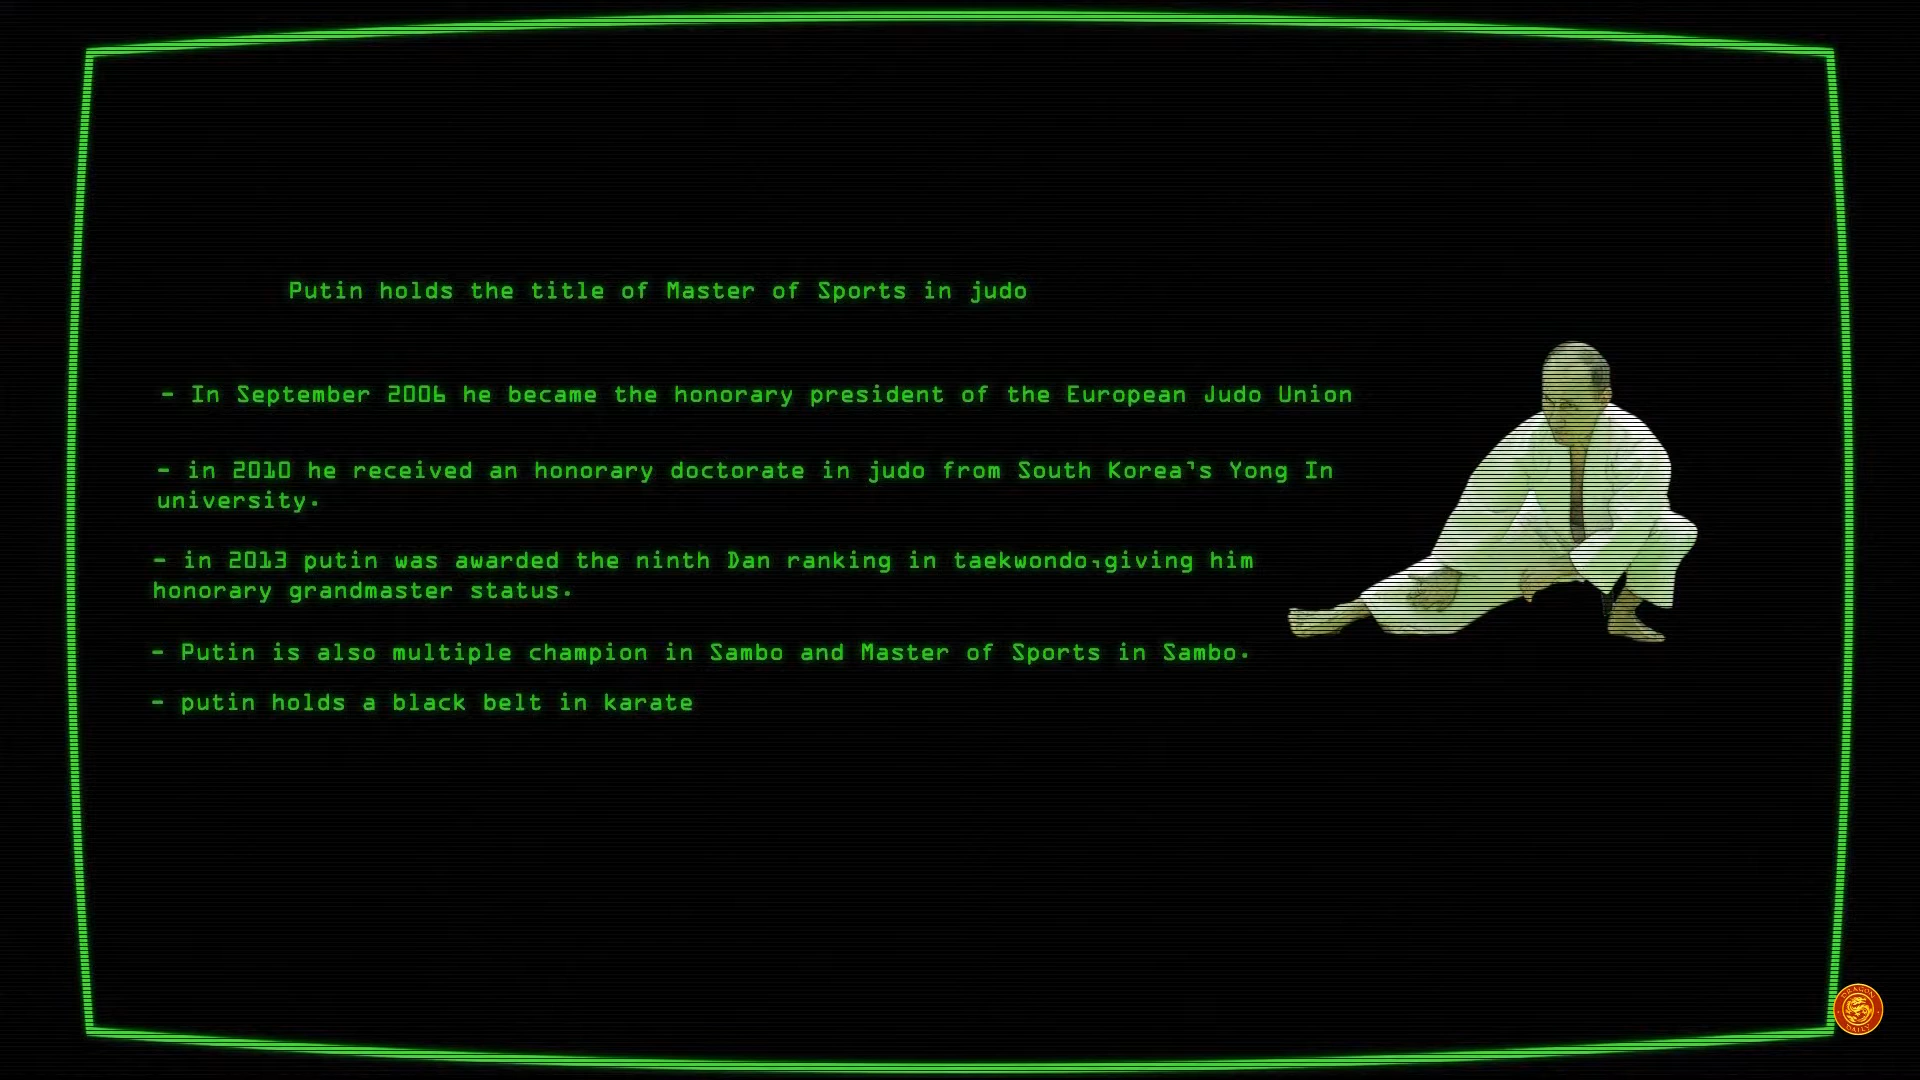 Putin holds the title of Master of Sports in judo
- In September 2006 he became the honorary president of the European Judo Union
- in 2010 he received an honorary doctorate in judo from South Korea's Yong In
university.
- in 2013 putin was awarded the ninth Dan ranking in taekwondo,giving him
honorary grandmaster status.
- Putin is also multiple champion in Sambo and Master of Sports in Sambo.
- putin holds a black belt in karate
DRAGON
DAILY